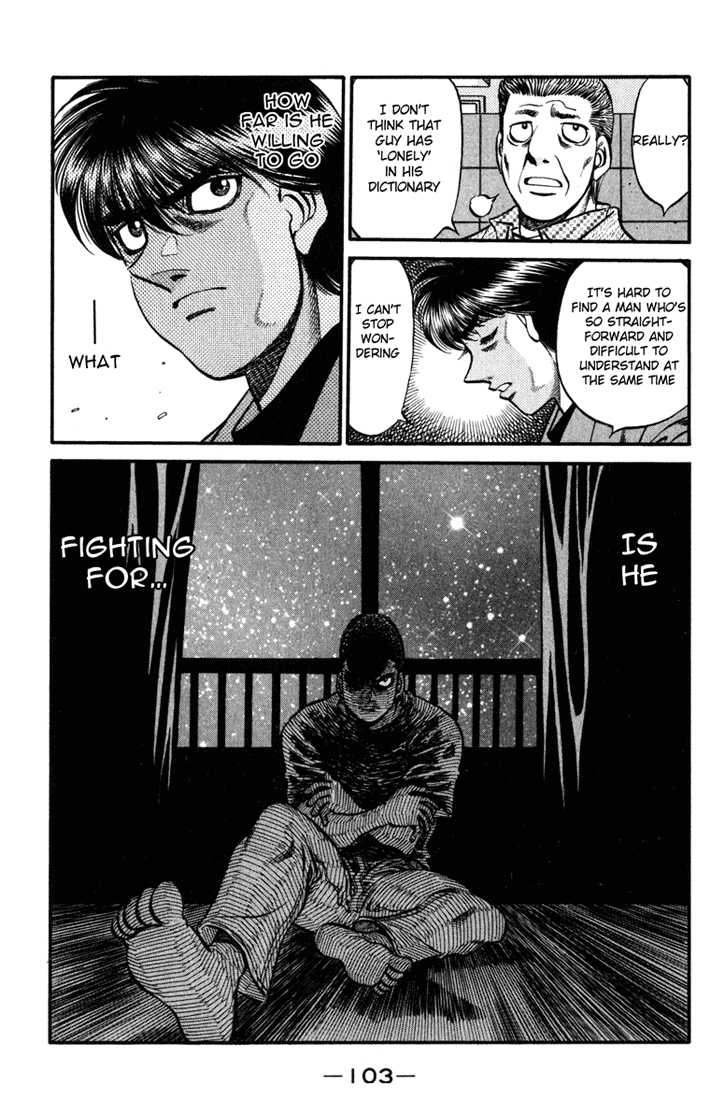 REALLY?
I DON'T
THINK THAT
GUY HAS
'LONELY'
IN HIS
DICTIONARY
IT'S HARD TO
FIND A MAN WHO'S
SO STRAIGHT-
FORWARD AND
DIFFICULT TO
UNDERSTAND AT
THE SAME TIME
I CAN'T
STOP
WON-
DERING
HOW
FAR IS HE
WILLING
TO GO
WHAT
IS
HE
FIGHTING
FOR...
—103—